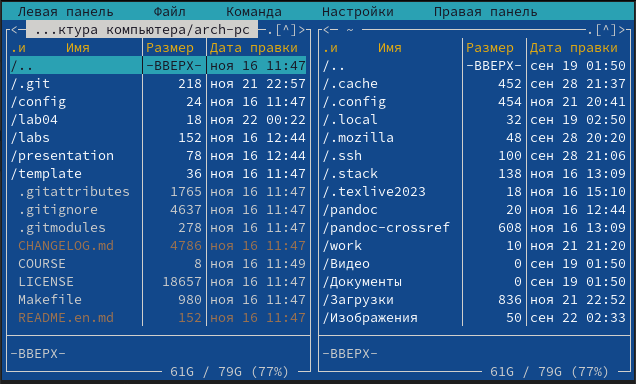 Левая панель Файл Команда Настройки Правая панель
<─ ...ктура компьютера/arch-pc ─.[^]> <─ ~ ─.[^]>
.и Имя Размер Дата правки .и Имя Размер Дата правки
/.. -ВВЕРХ- ноя 16 11:47 /.. -ВВЕРХ- сен 19 01:50
/.git 218 ноя 21 22:57 /.cache 452 сен 28 21:37
/config 24 ноя 16 11:47 /.config 454 ноя 21 20:41
/lab04 18 ноя 22 00:22 /.local 32 сен 19 02:50
/labs 152 ноя 16 12:44 /.mozilla 48 сен 28 20:20
/presentation 78 ноя 16 12:44 /.ssh 100 сен 28 21:06
/template 36 ноя 16 11:47 /.stack 138 ноя 16 13:09
.gitattributes 1765 ноя 16 11:47 /.texlive2023 18 ноя 16 15:10
.gitignore 4637 ноя 16 11:47 /pandoc 20 ноя 16 12:44
.gitmodules 278 ноя 16 11:47 /pandoc-crossref 608 ноя 16 13:09
CHANGELOG.md 4786 ноя 16 11:47 /work 10 ноя 21 21:20
COURSE 8 ноя 16 11:49 /Видео 0 сен 19 01:50
LICENSE 18657 ноя 16 11:47 /Документы 0 сен 19 01:50
Makefile 980 ноя 16 11:47 /Загрузки 836 ноя 21 22:52
README.en.md 152 ноя 16 11:47 /Изображения 50 сен 22 02:33
-ВВЕРХ- -ВВЕРХ-
61G / 79G (77%) 61G / 79G (77%)